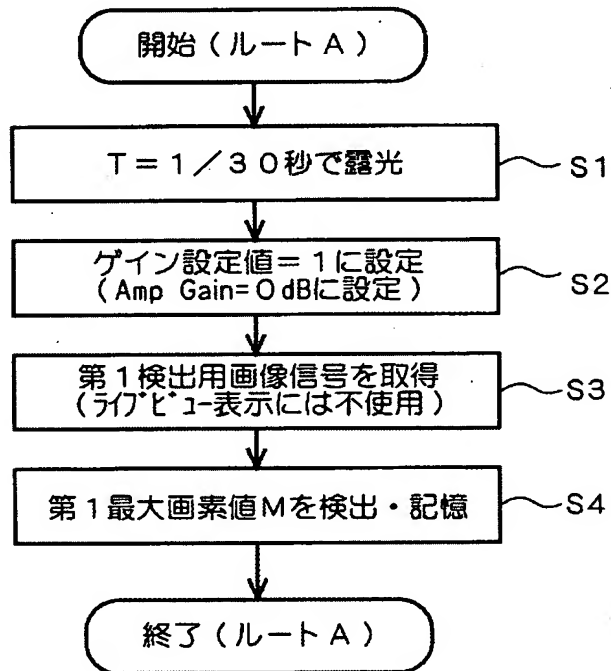 開始（ルートA）
T＝1／30秒で露光
S1
ゲイン設定値＝1に設定
（Amp Gain=0dBに設定）
S2
第1検出用画像信号を取得
（ﾗｲﾌﾞﾋﾞｭｰ表示には不使用）
S3
第1最大画素値Mを検出・記憶
S4
終了（ルートA）